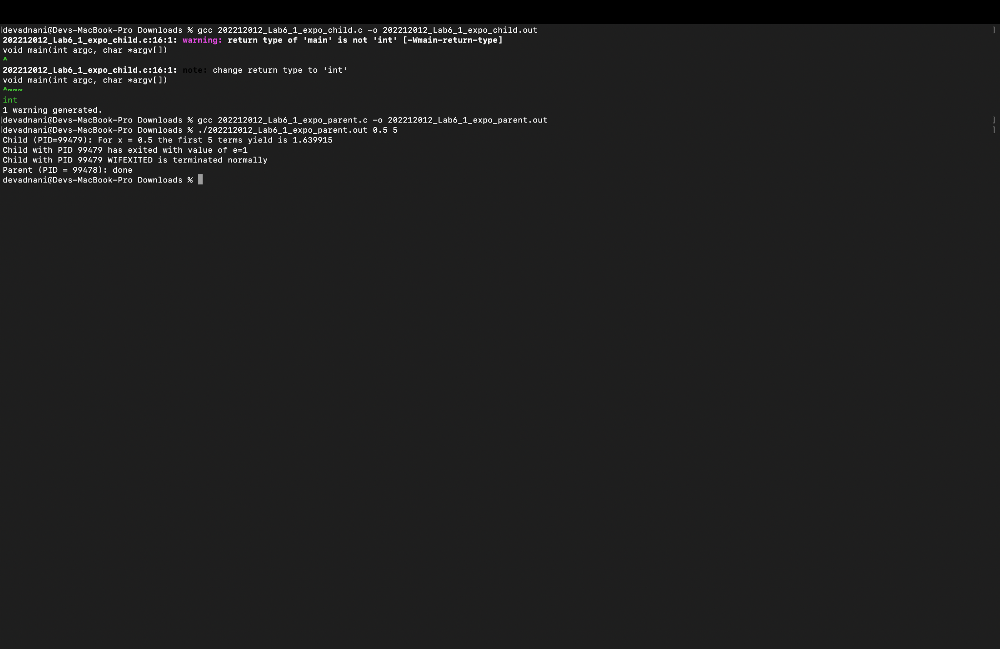 [devadnani@Devs-MacBook-Pro Downloads % gcc 202212012_Lab6_1_expo_child.c -o 202212012_Lab6_1_expo_child.out ]
202212012_Lab6_1_expo_child.c:16:1: warning: return type of 'main' is not 'int' [-Wmain-return-type]
void main(int argc, char *argv[])
^
202212012_Lab6_1_expo_child.c:16:1: note: change return type to 'int'
void main(int argc, char *argv[])
^~~~
int
1 warning generated.
[devadnani@Devs-MacBook-Pro Downloads % gcc 202212012_Lab6_1_expo_parent.c -o 202212012_Lab6_1_expo_parent.out ]
[devadnani@Devs-MacBook-Pro Downloads % ./202212012_Lab6_1_expo_parent.out 0.5 5 ]
Child (PID=99479): For x = 0.5 the first 5 terms yield is 1.639915
Child with PID 99479 has exited with value of e=1
Child with PID 99479 WIFEXITED is terminated normally
Parent (PID = 99478): done
devadnani@Devs-MacBook-Pro Downloads %